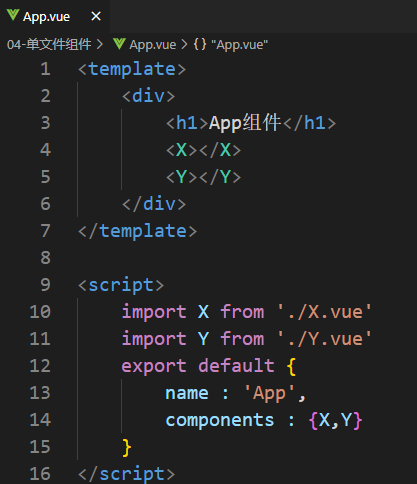 App.vue ×
04-单文件组件 > App.vue > {} "App.vue"
1 <template>
2 <div>
3 <h1>App组件</h1>
4 <X></X>
5 <Y></Y>
6 </div>
7 </template>
8
9 <script>
10 import X from './X.vue'
11 import Y from './Y.vue'
12 export default {
13 name : 'App',
14 components : {X,Y}
15 }
16 </script>